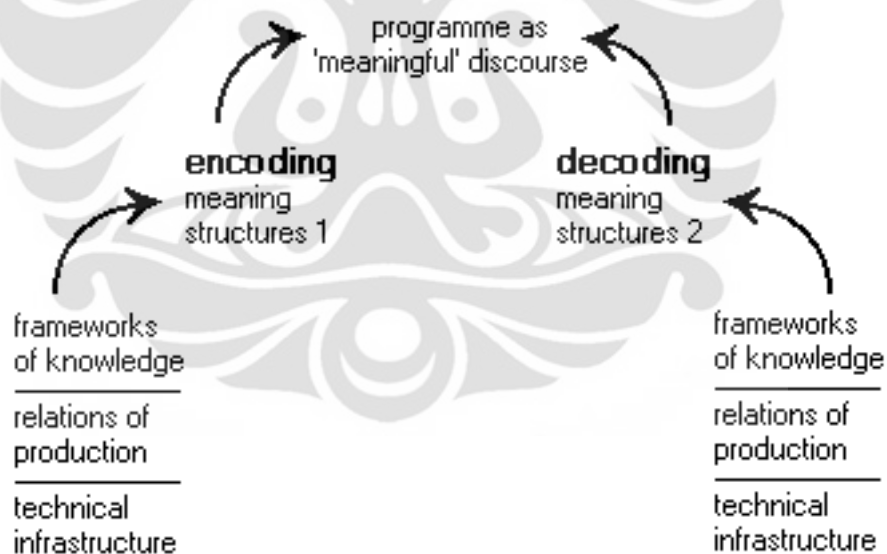 programme as
'meaningful' discourse
encoding
meaning
structures 1
decoding
meaning
structures 2
frameworks
of knowledge
relations of
production
technical
infrastructure
frameworks
of knowledge
relations of
production
technical
infrastructure